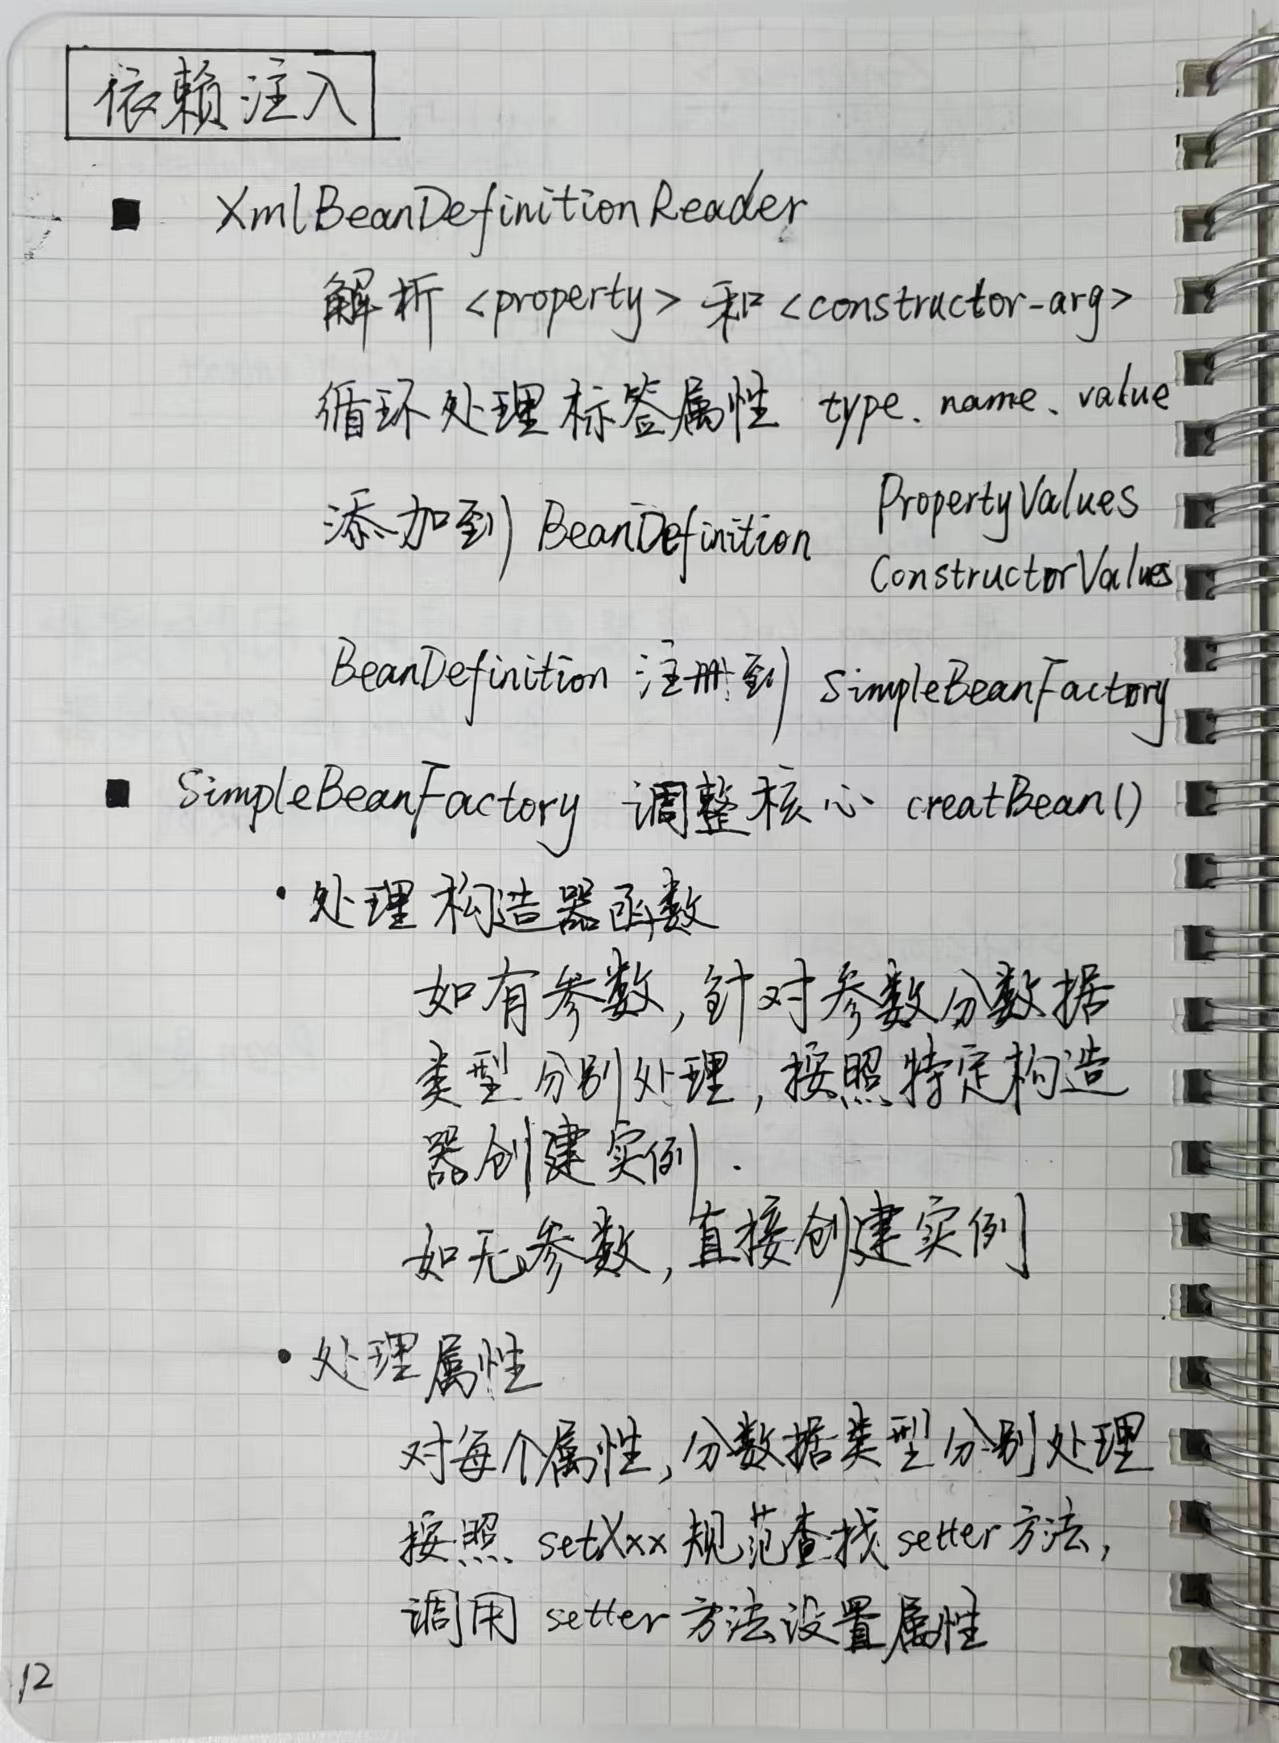 依赖注入
■ XmlBeanDefinitionReader
解析 <property> 和 <constructor-arg>
循环处理标签属性 type、name、value
添加到 BeanDefinition PropertyValues
ConstructorValues
BeanDefinition 注册到 SimpleBeanFactory
■ SimpleBeanFactory 调整核心 creatBean()
·处理构造器函数
如有参数,针对参数分数据
类型分别处理,按照特定构造
器创建实例.
如无参数,直接创建实例
·处理属性
对每个属性,分数据类型分别处理
按照 setXxx 规范查找 setter 方法,
调用 setter 方法设置属性
12